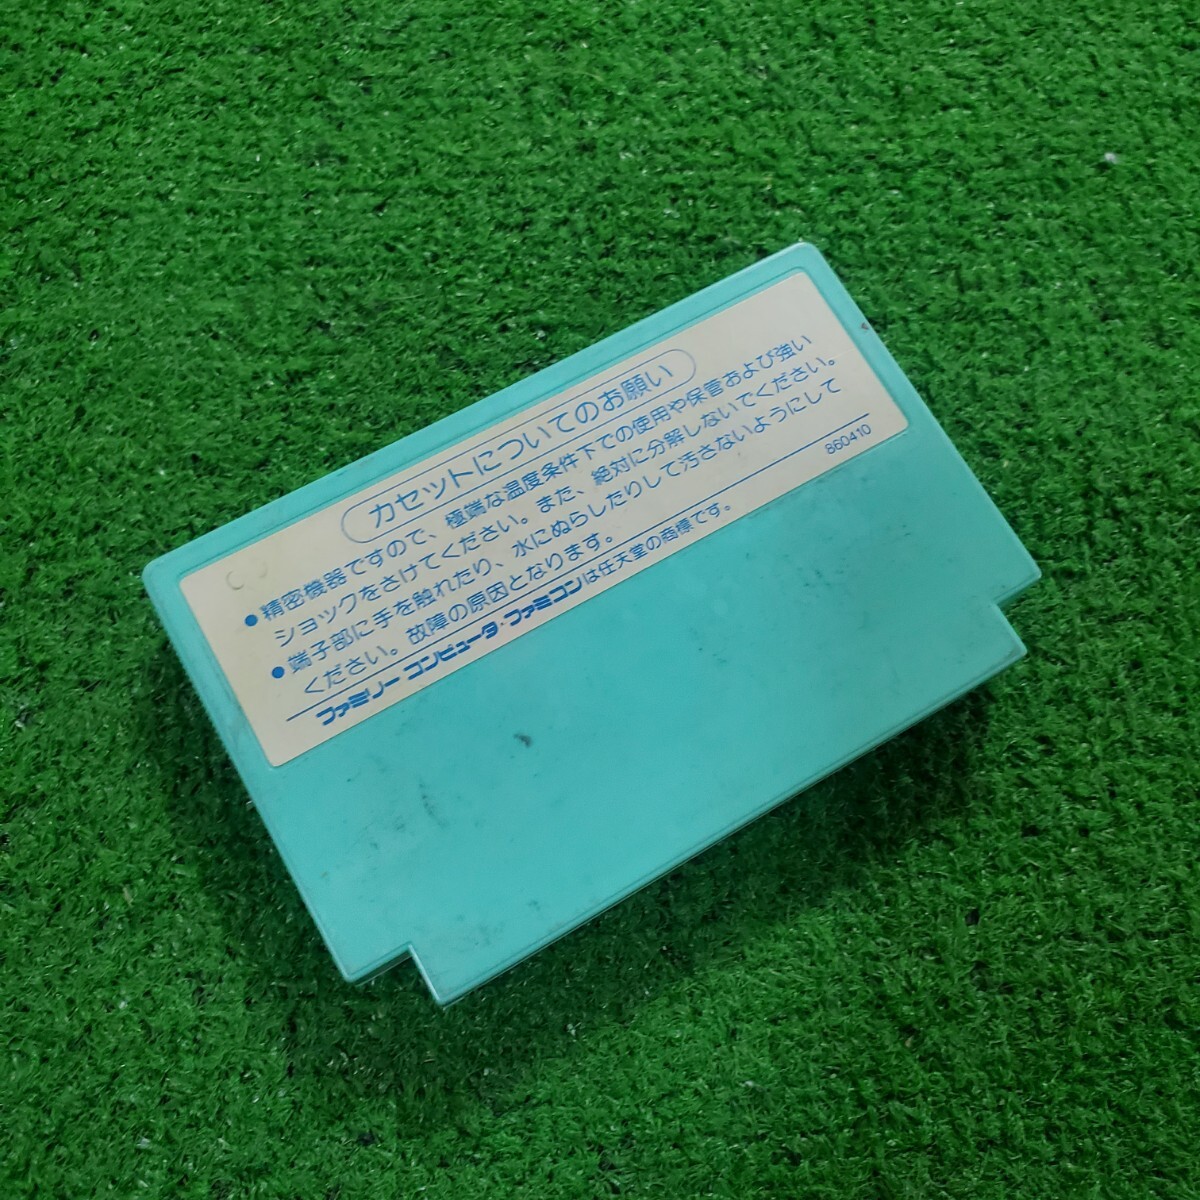 カセットについてのお願い
●精密機器ですので、極端な温度条件下での使用や保管および強い
ショックをさけてください。また、絶対に分解しないでください。
●端子部に手を触れたり、水にぬらしたりして汚さないようにして
ください。故障の原因となります。
860410
ファミリーコンピュータ・ファミコンは任天堂の商標です。